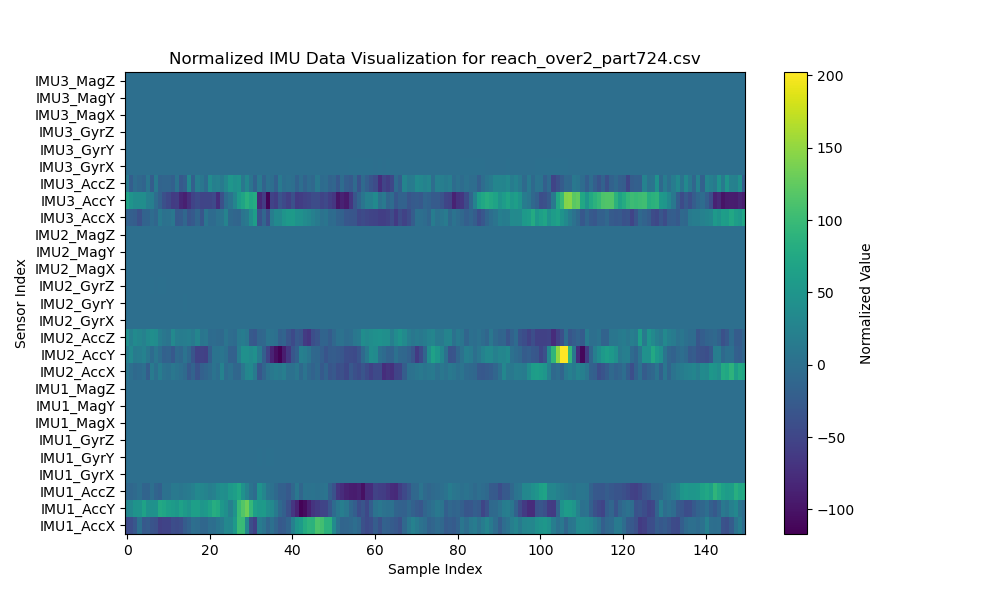 Normalized IMU Data Visualization for reach_over2_part724.csv
IMU3_MagZ
IMU3_MagY
IMU3_MagX
IMU3_GyrZ
IMU3_GyrY
IMU3_GyrX
IMU3_AccZ
IMU3_AccY
IMU3_AccX
IMU2_MagZ
IMU2_MagY
IMU2_MagX
IMU2_GyrZ
IMU2_GyrY
IMU2_GyrX
IMU2_AccZ
IMU2_AccY
IMU2_AccX
IMU1_MagZ
IMU1_MagY
IMU1_MagX
IMU1_GyrZ
IMU1_GyrY
IMU1_GyrX
IMU1_AccZ
IMU1_AccY
IMU1_AccX
Sensor Index
0 20 40 60 80 100 120 140
Sample Index
200
150
100
50
0
−50
−100
Normalized Value